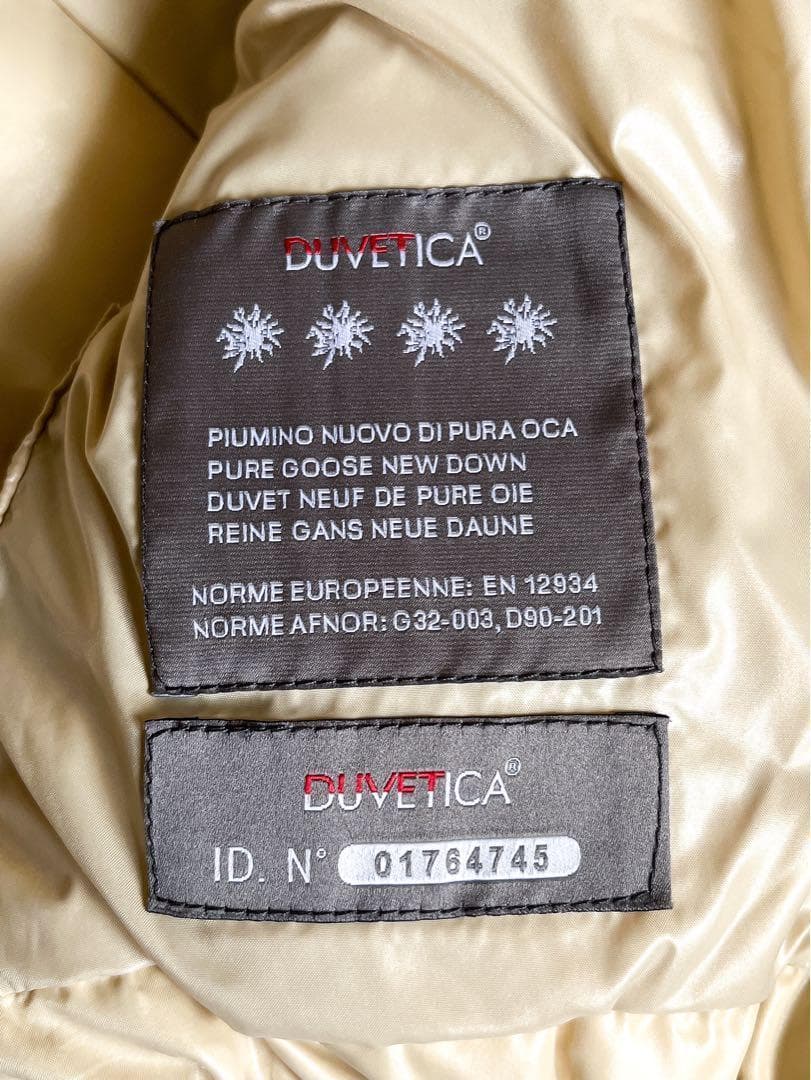 DUVETICA®
PIUMINO NUOVO DI PURA OCA
PURE GOOSE NEW DOWN
DUVET NEUF DE PURE OIE
REINE GANS NEUE DAUNE
NORME EUROPEENNE: EN 12934
NORME AFNOR: G32-003, D90-201
DUVETICA®
ID. N° 01764745